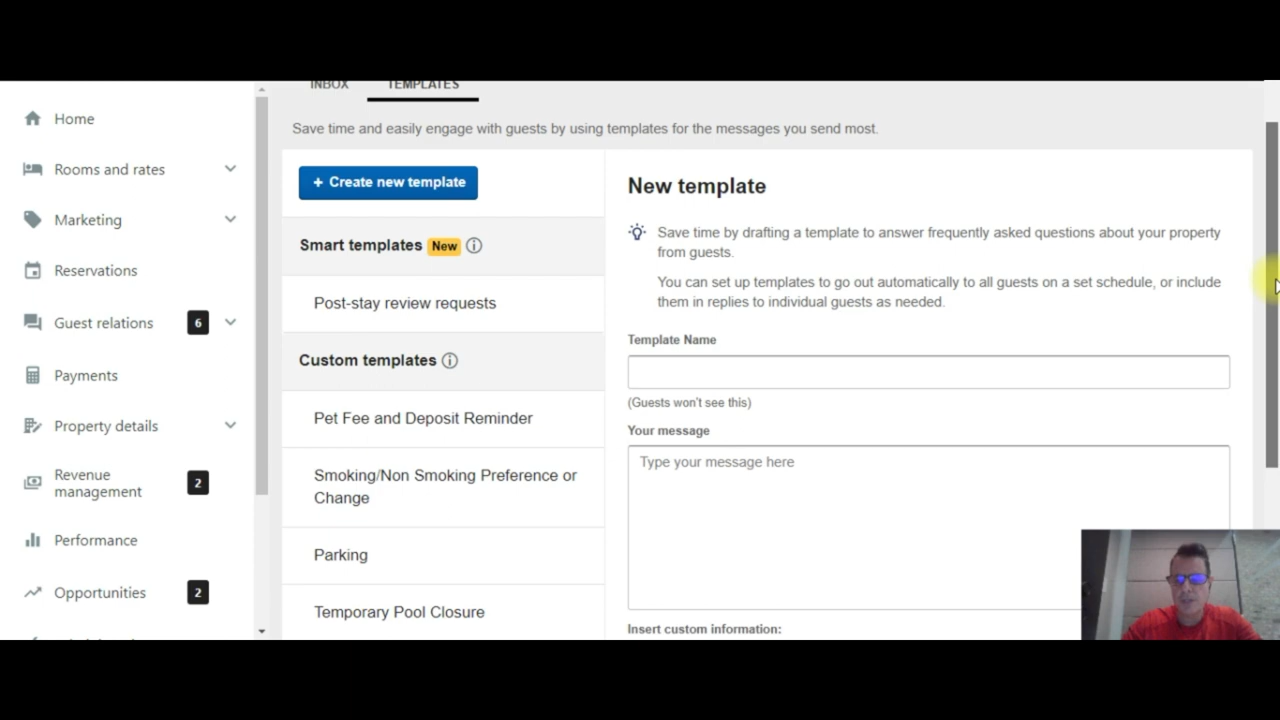 INBOX
TEMPLATES
Save time and easily engage with guests by using templates for the messages you send most.
Home
Rooms and rates
Marketing
Reservations
Guest relations
6
Payments
Property details
Revenue
management
2
Performance
Opportunities
2
+ Create new template
Smart templates New
Post-stay review requests
Custom templates
Pet Fee and Deposit Reminder
Smoking/Non Smoking Preference or
Change
Parking
Temporary Pool Closure
New template
Save time by drafting a template to answer frequently asked questions about your property
from guests.
You can set up templates to go out automatically to all guests on a set schedule, or include
them in replies to individual guests as needed.
Template Name
(Guests won't see this)
Your message
Type your message here
Insert custom information: